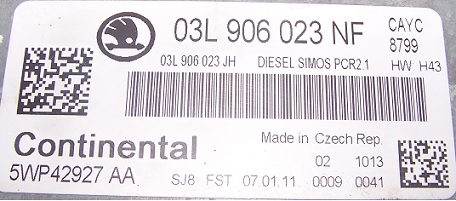 03L 906 023 NF CAYC
8799
03L 906 023 JH DIESEL SIMOS PCR2.1 HW: H43
Continental Made in Czech Rep.
02 1013
5WP42927 AA SJ8 FST 07.01.11 0009 0041